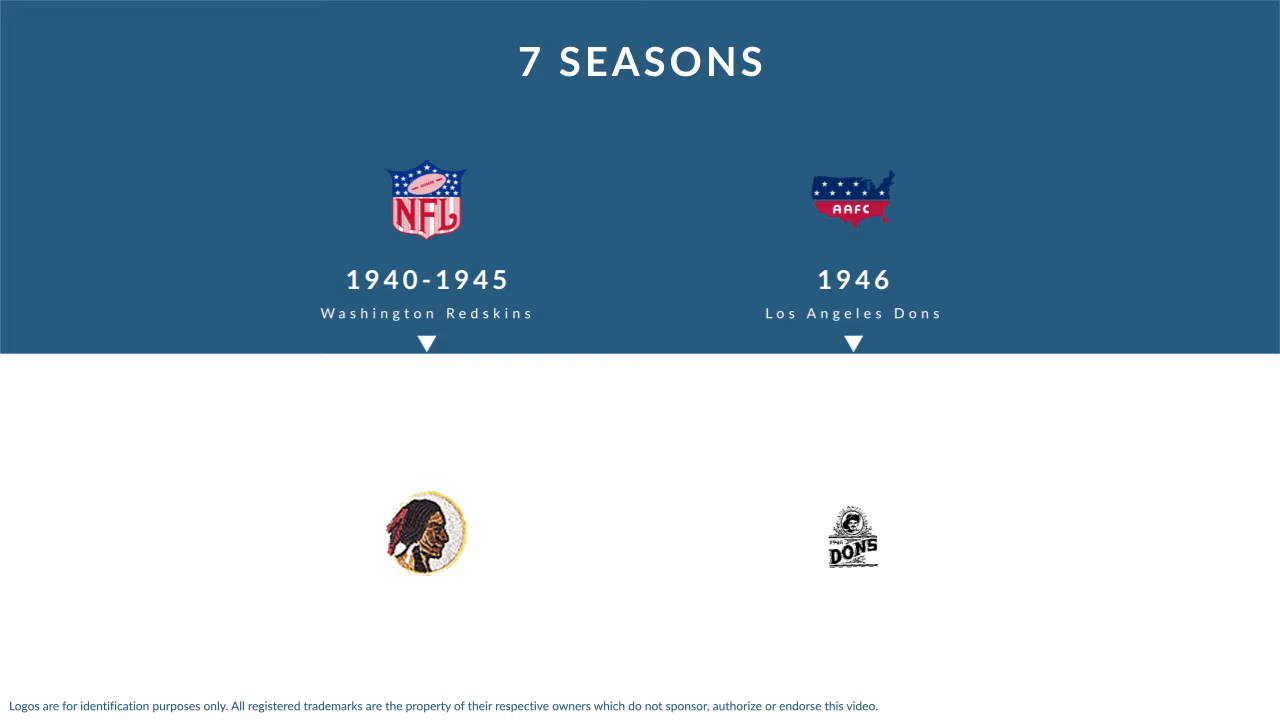 7 SEASONS
NFL
AAFC
1940-1945
1946
Washington Redskins
Los Angeles Dons
DONS
Logos are for identification purposes only. All registered trademarks are the property of their respective owners which do not sponsor, authorize or endorse this video.